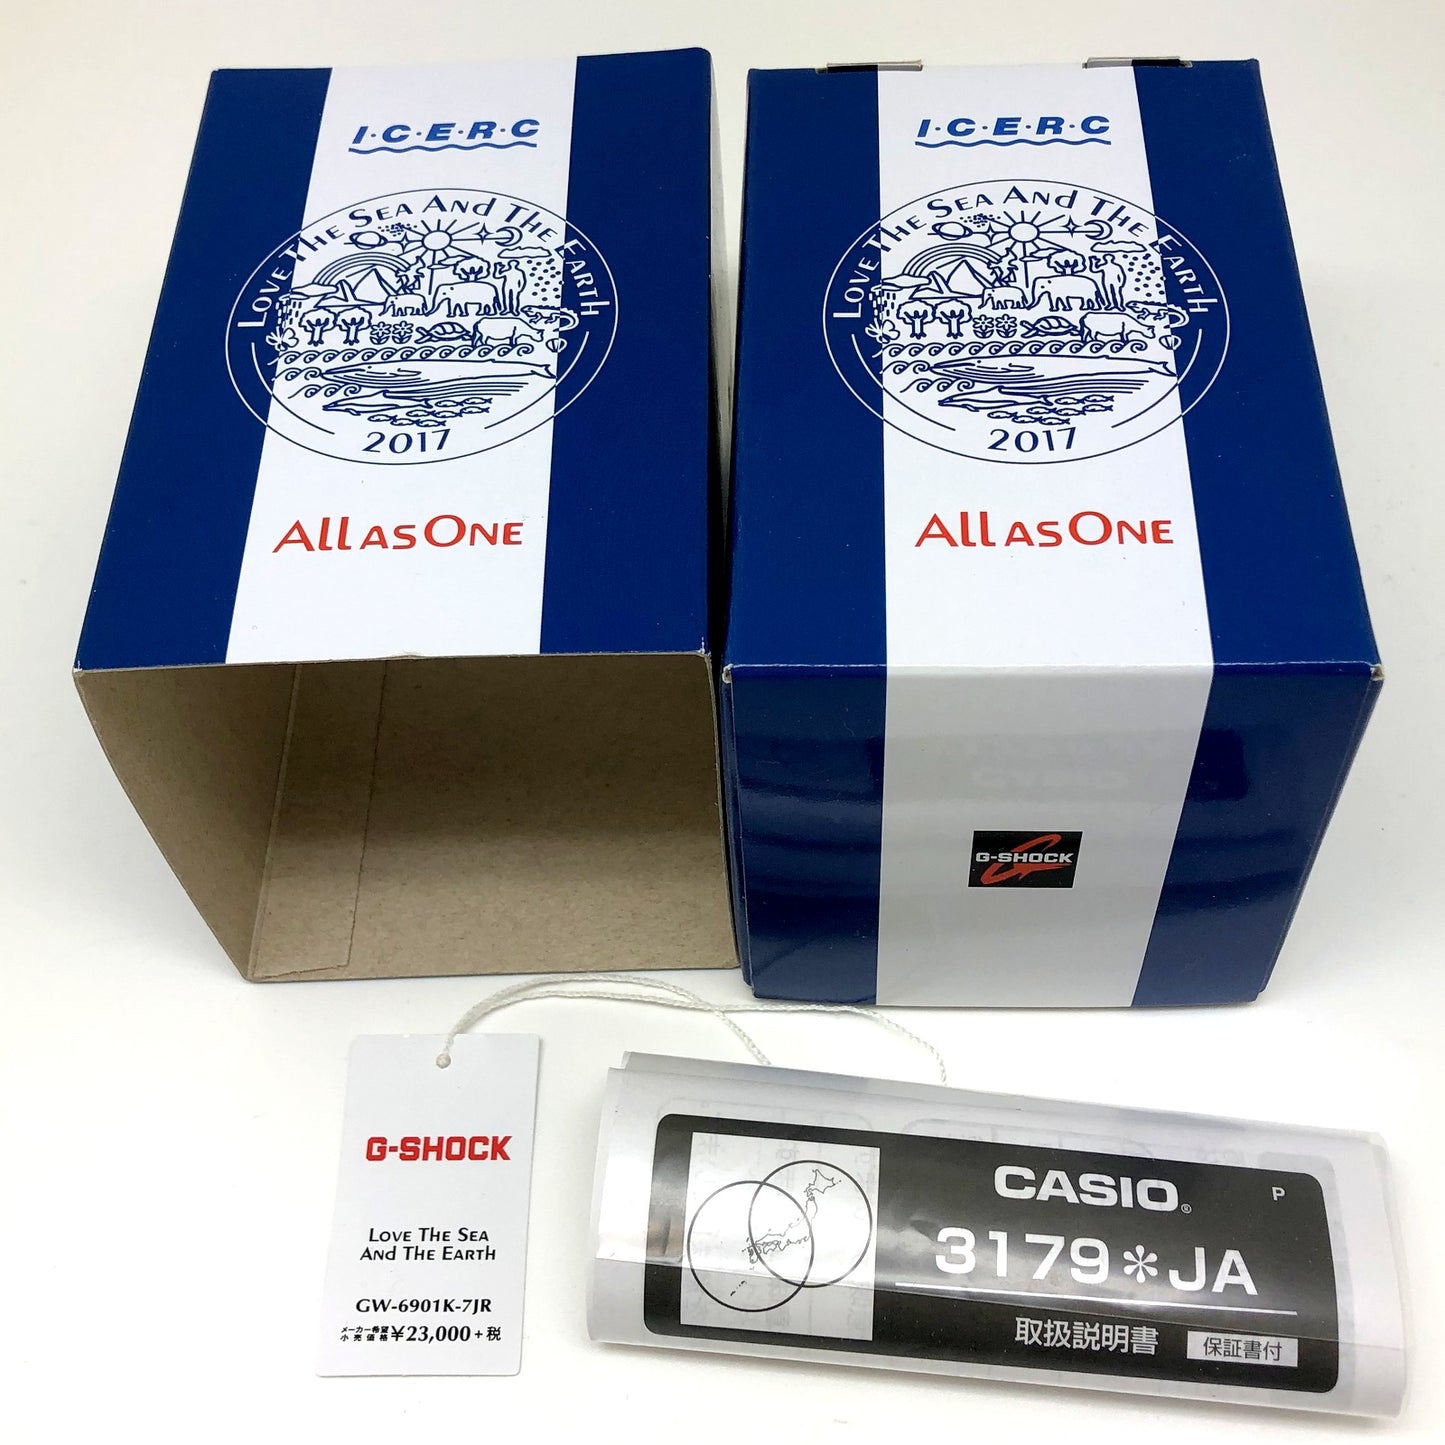 I·C·E·R·C
LOVE THE SEA AND THE EARTH
2017
ALL AS ONE
I·C·E·R·C
LOVE THE SEA AND THE EARTH
2017
ALL AS ONE
G-SHOCK
G-SHOCK
LOVE THE SEA
AND THE EARTH
GW-6901K-7JR
メーカー希望
小売価格 ¥23,000+税
CASIO®
P
3179*JA
取扱説明書 保証書付